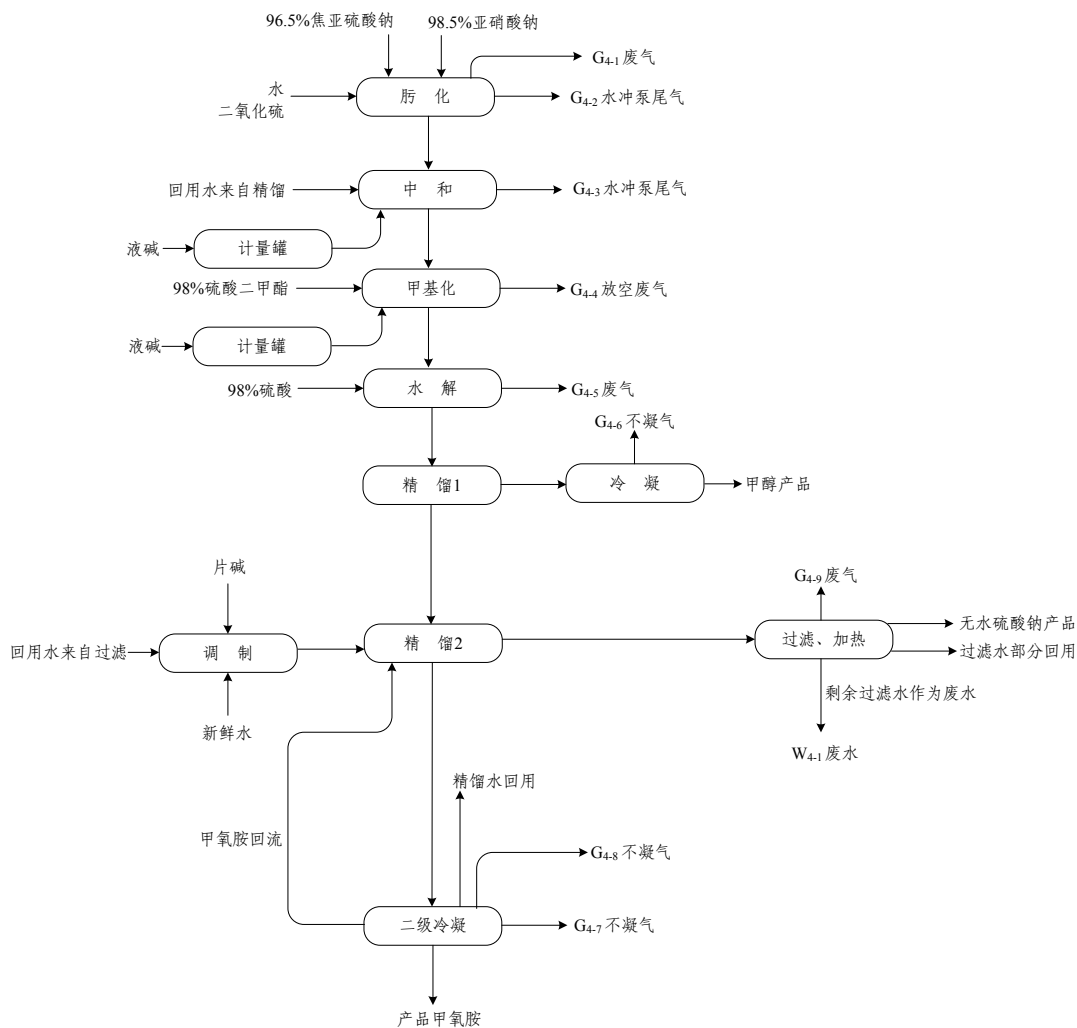 96.5%焦亚硫酸钠
98.5%亚硝酸钠
G4-1废气
水
二氧化硫
肟 化
G4-2水冲泵尾气
回用水来自精馏
中 和
G4-3水冲泵尾气
液碱
计量罐
98%硫酸二甲酯
甲基化
G4-4放空废气
液碱
计量罐
98%硫酸
水 解
G4-5废气
G4-6不凝气
精 馏1
冷 凝
甲醇产品
片碱
G4-9废气
回用水来自过滤
调 制
精 馏2
过滤、加热
无水硫酸钠产品
过滤水部分回用
新鲜水
剩余过滤水作为废水
W4-1废水
精馏水回用
甲氧胺回流
G4-8不凝气
二级冷凝
G4-7不凝气
产品甲氧胺